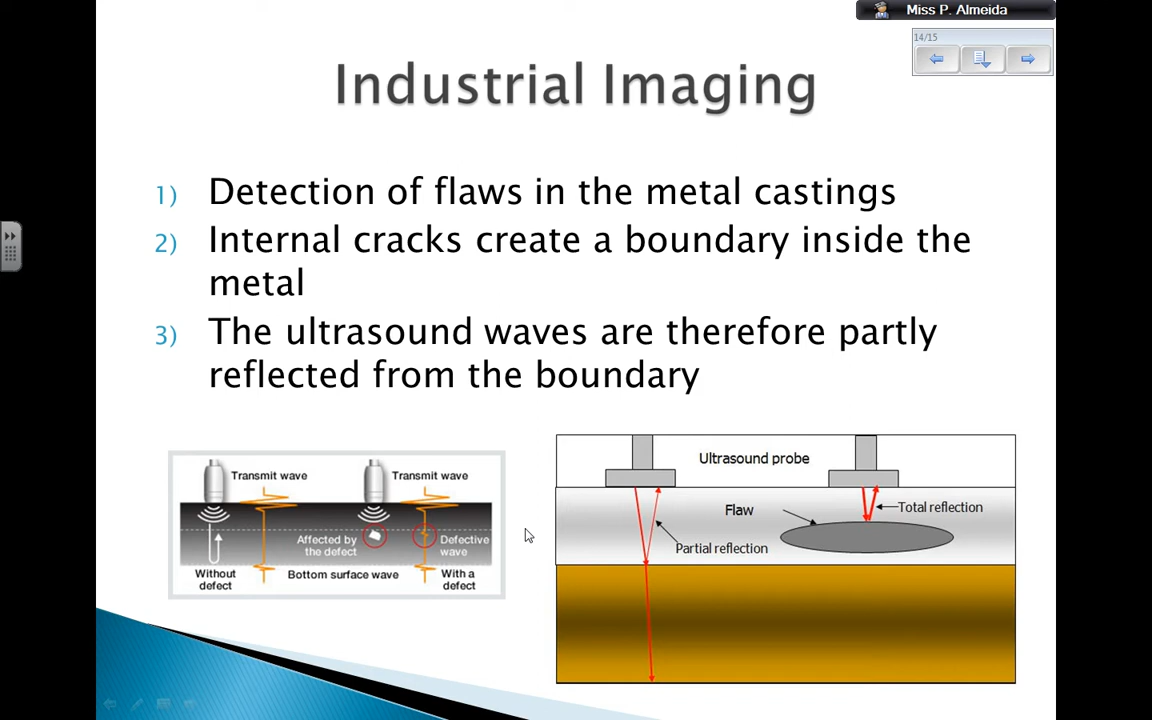 Miss P. Almeida
14/15
Industrial Imaging
1) Detection of flaws in the metal castings
2) Internal cracks create a boundary inside the
metal
3) The ultrasound waves are therefore partly
reflected from the boundary
Transmit wave
Transmit wave
Affected by
the defect
Defective
wave
Without
defect
Bottom surface wave
With a
defect
Ultrasound probe
Flaw
Total reflection
Partial reflection